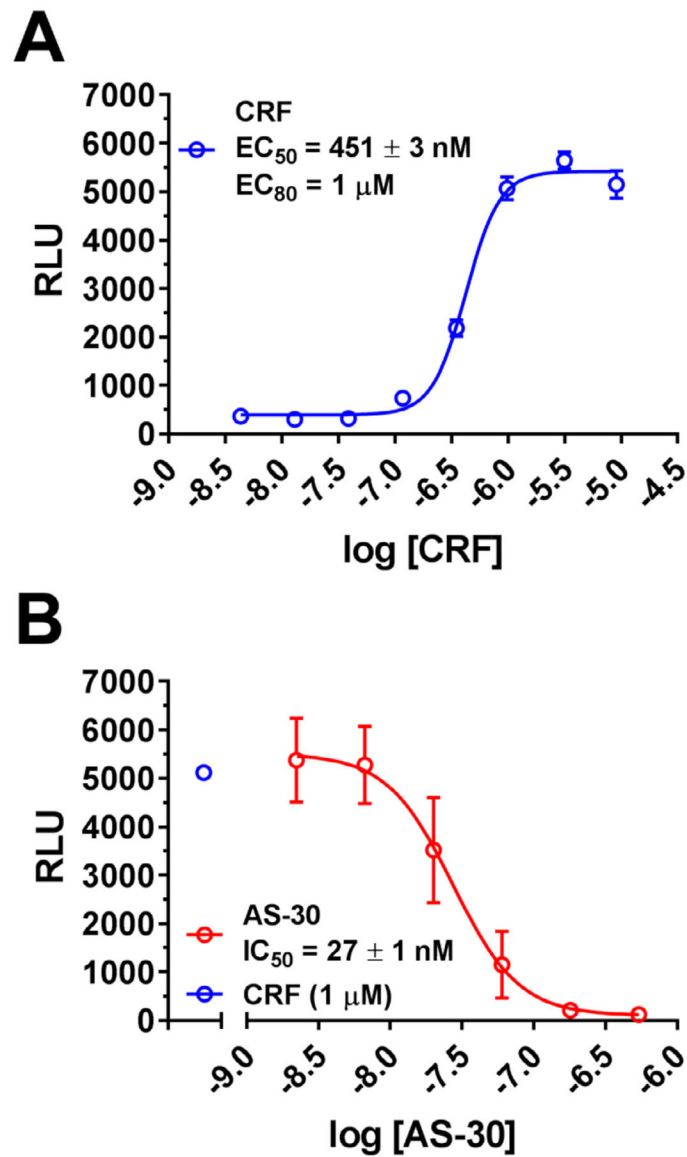 A
7000
6000
5000
4000
3000
2000
1000
0
RLU
CRF
EC50 = 451 ± 3 nM
EC80 = 1 μM
-9.0 -8.5 -8.0 -7.5 -7.0 -6.5 -6.0 -5.5 -5.0 -4.5
log [CRF]
B
7000
6000
5000
4000
3000
2000
1000
0
RLU
AS-30
IC50 = 27 ± 1 nM
CRF (1 μM)
-9.0 -8.5 -8.0 -7.5 -7.0 -6.5 -6.0
log [AS-30]